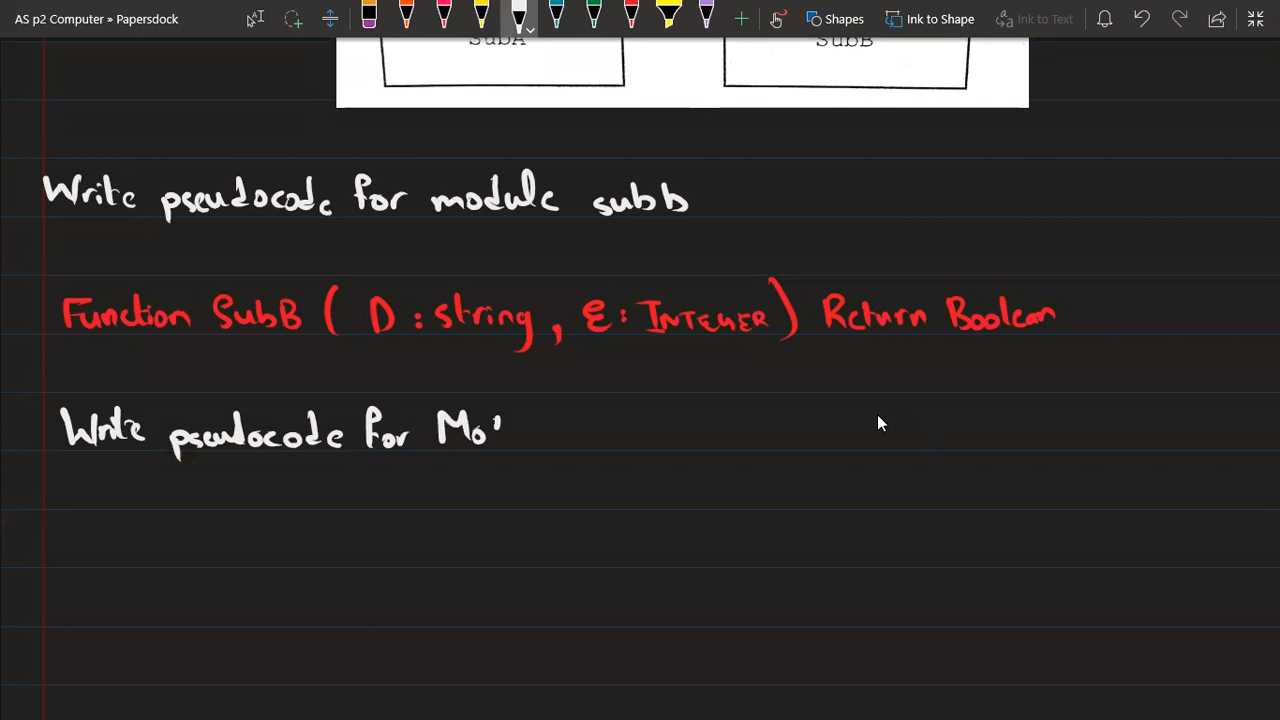 AS p2 Computer » Papersdock
Shapes
Ink to Shape
Ink to Text
SubA
SubB
Write pseudocode for module subb
Function SubB ( D : string , E : INTEGER ) Return Boolean
Write pseudocode for Mo